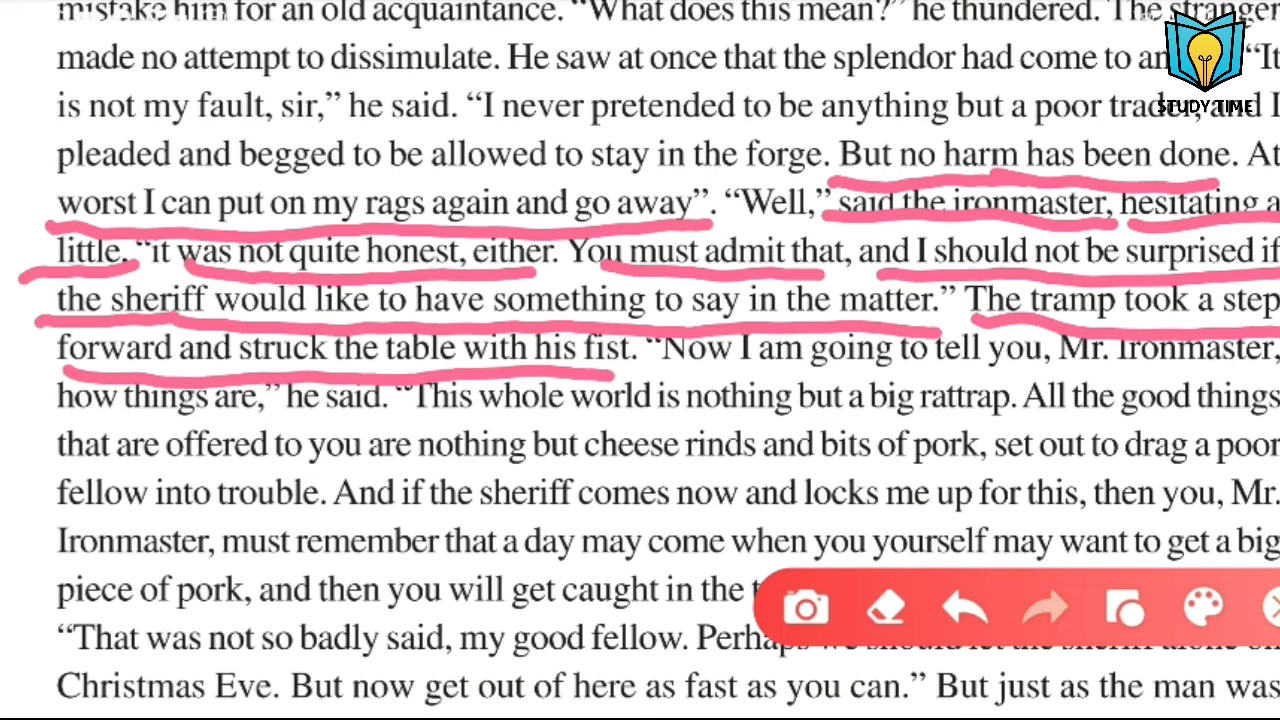 mistake him for an old acquaintance. “What does this mean?” he thundered. The stranger
made no attempt to dissimulate. He saw at once that the splendor had come to an “It
is not my fault, sir,” he said. “I never pretended to be anything but a poor trader, and I
pleaded and begged to be allowed to stay in the forge. But no harm has been done. At
worst I can put on my rags again and go away”. “Well,” said the ironmaster, hesitating a
little. “it was not quite honest, either. You must admit that, and I should not be surprised if
the sheriff would like to have something to say in the matter.” The tramp took a step
forward and struck the table with his fist. “Now I am going to tell you, Mr. Ironmaster,
how things are,” he said. “This whole world is nothing but a big rattrap. All the good things
that are offered to you are nothing but cheese rinds and bits of pork, set out to drag a poor
fellow into trouble. And if the sheriff comes now and locks me up for this, then you, Mr.
Ironmaster, must remember that a day may come when you yourself may want to get a big
piece of pork, and then you will get caught in the
“That was not so badly said, my good fellow. Perhaps we should let the sheriff alone on
Christmas Eve. But now get out of here as fast as you can.” But just as the man was
STUDY TIME